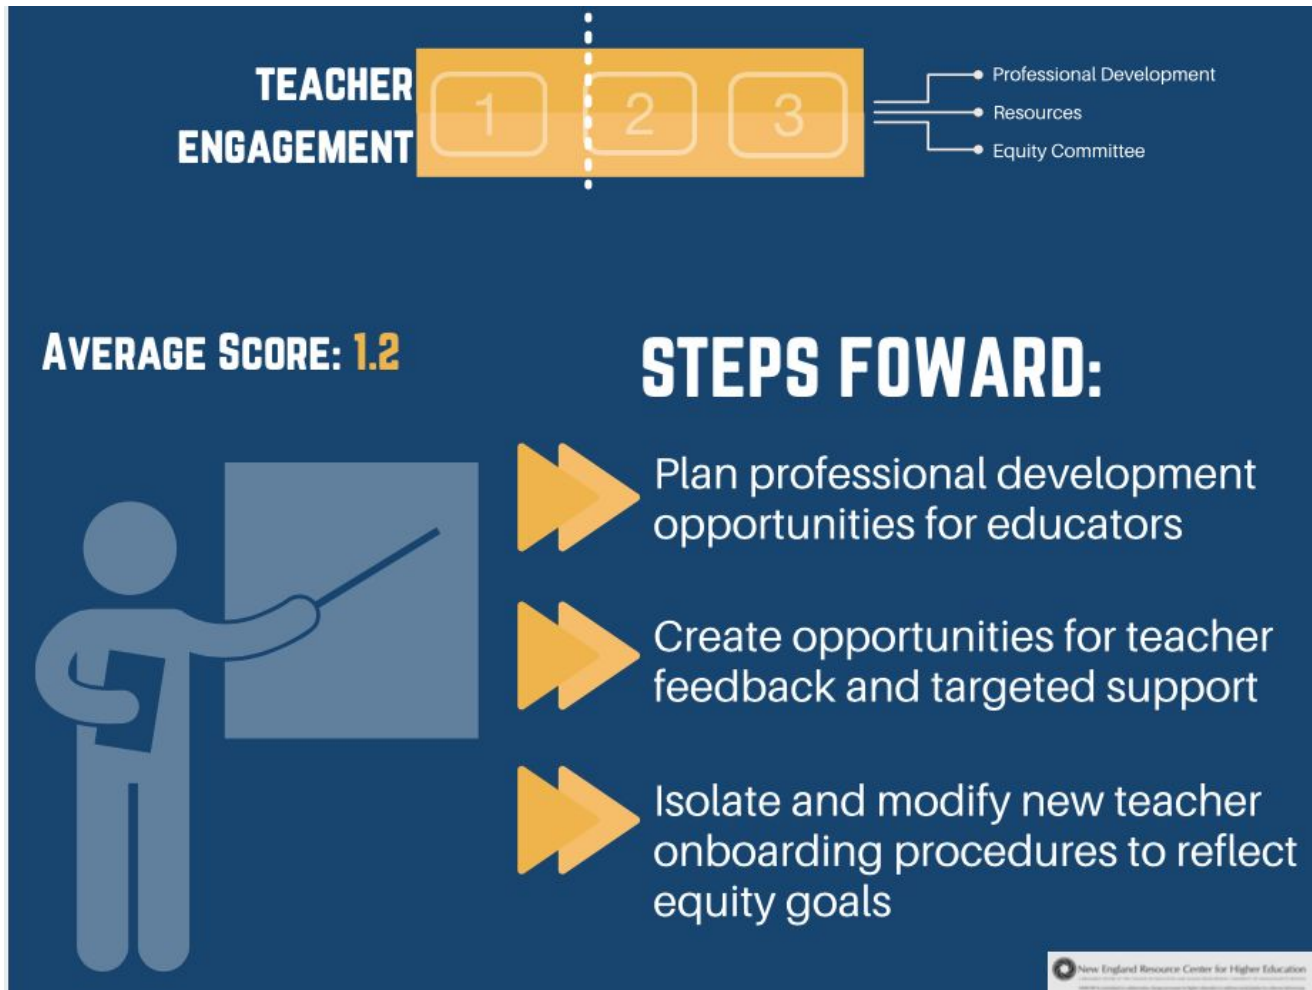 TEACHER
ENGAGEMENT
1 2 3
Professional Development
Resources
Equity Committee
AVERAGE SCORE: 1.2
STEPS FOWARD:
Plan professional development
opportunities for educators
Create opportunities for teacher
feedback and targeted support
Isolate and modify new teacher
onboarding procedures to reflect
equity goals
New England Resource Center for Higher Education